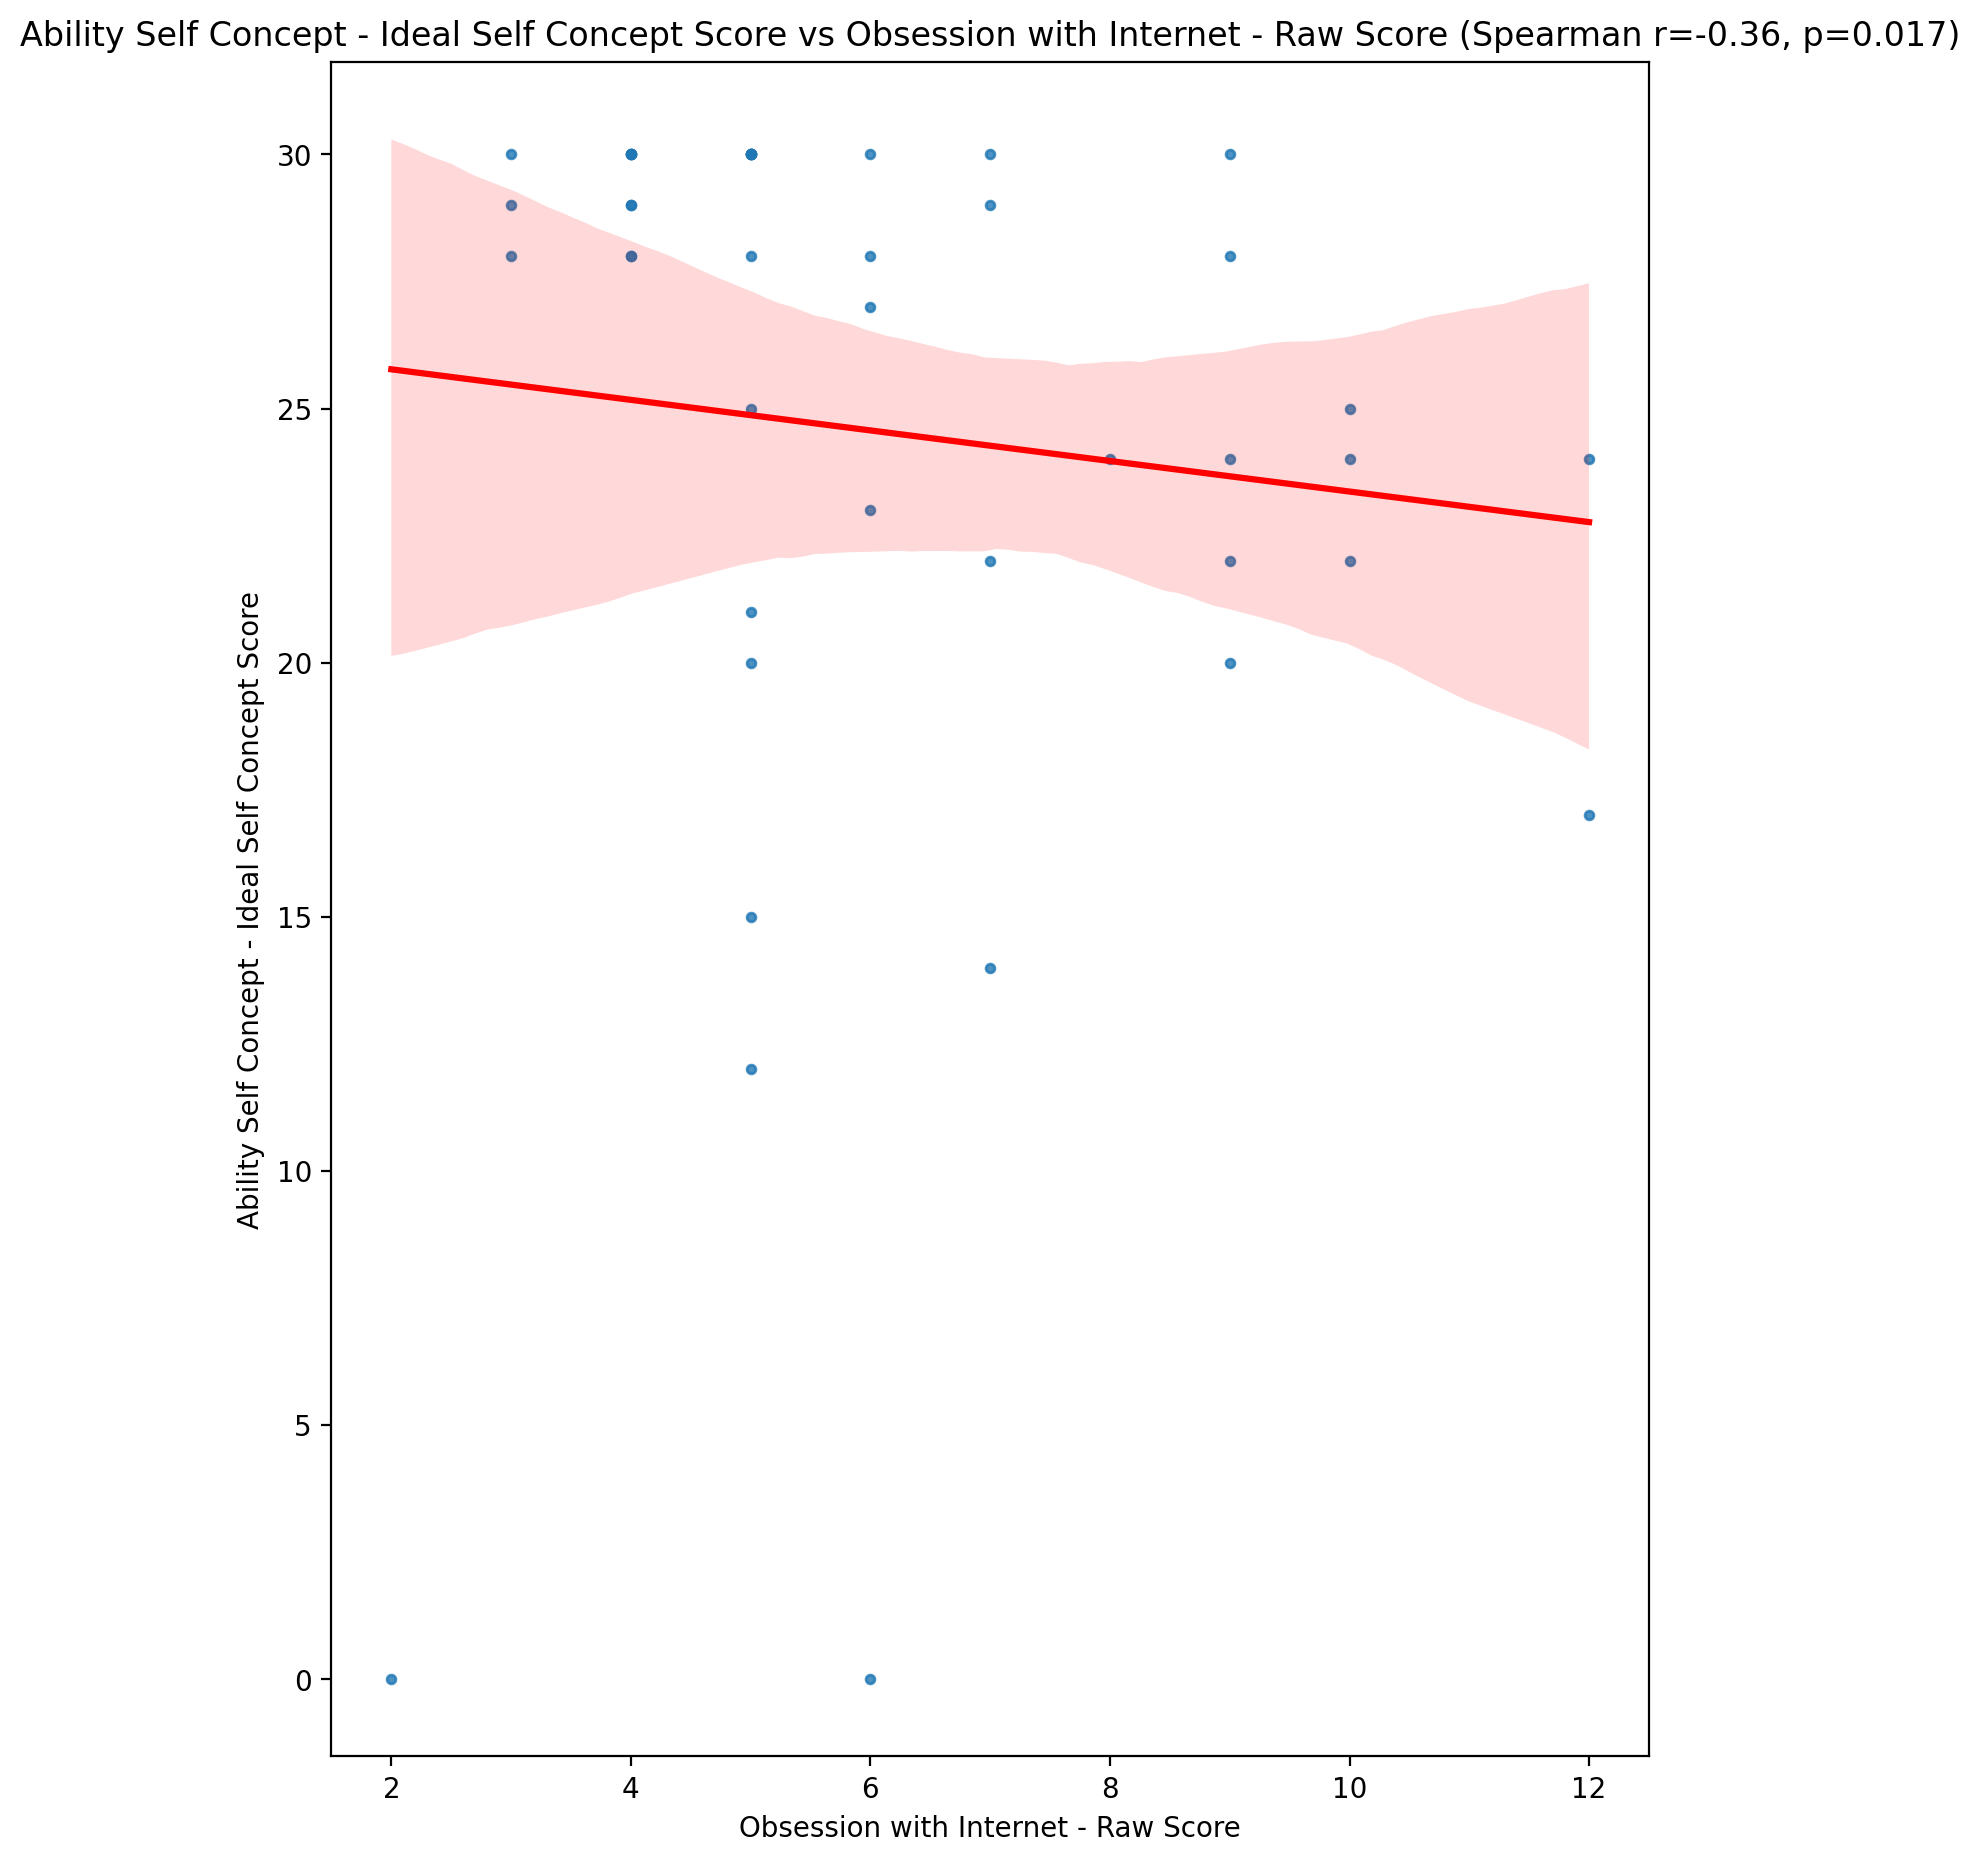 Ability Self Concept - Ideal Self Concept Score vs Obsession with Internet - Raw Score (Spearman r=-0.36, p=0.017)
Ability Self Concept - Ideal Self Concept Score
30
25
20
15
10
5
0
2 4 6 8 10 12
Obsession with Internet - Raw Score